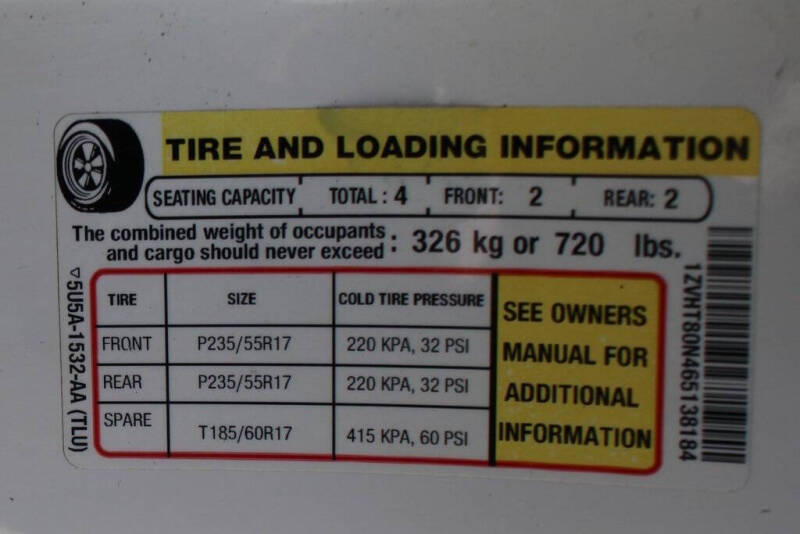 TIRE AND LOADING INFORMATION
SEATING CAPACITY TOTAL : 4 FRONT: 2 REAR: 2
The combined weight of occupants
and cargo should never exceed : 326 kg or 720 lbs.
TIRE SIZE COLD TIRE PRESSURE
FRONT P235/55R17 220 KPA, 32 PSI
REAR P235/55R17 220 KPA, 32 PSI
SPARE T185/60R17 415 KPA, 60 PSI
SEE OWNERS
MANUAL FOR
ADDITIONAL
INFORMATION
▽5U5A-1532-AA (TLU)
1ZVHT80N465138184